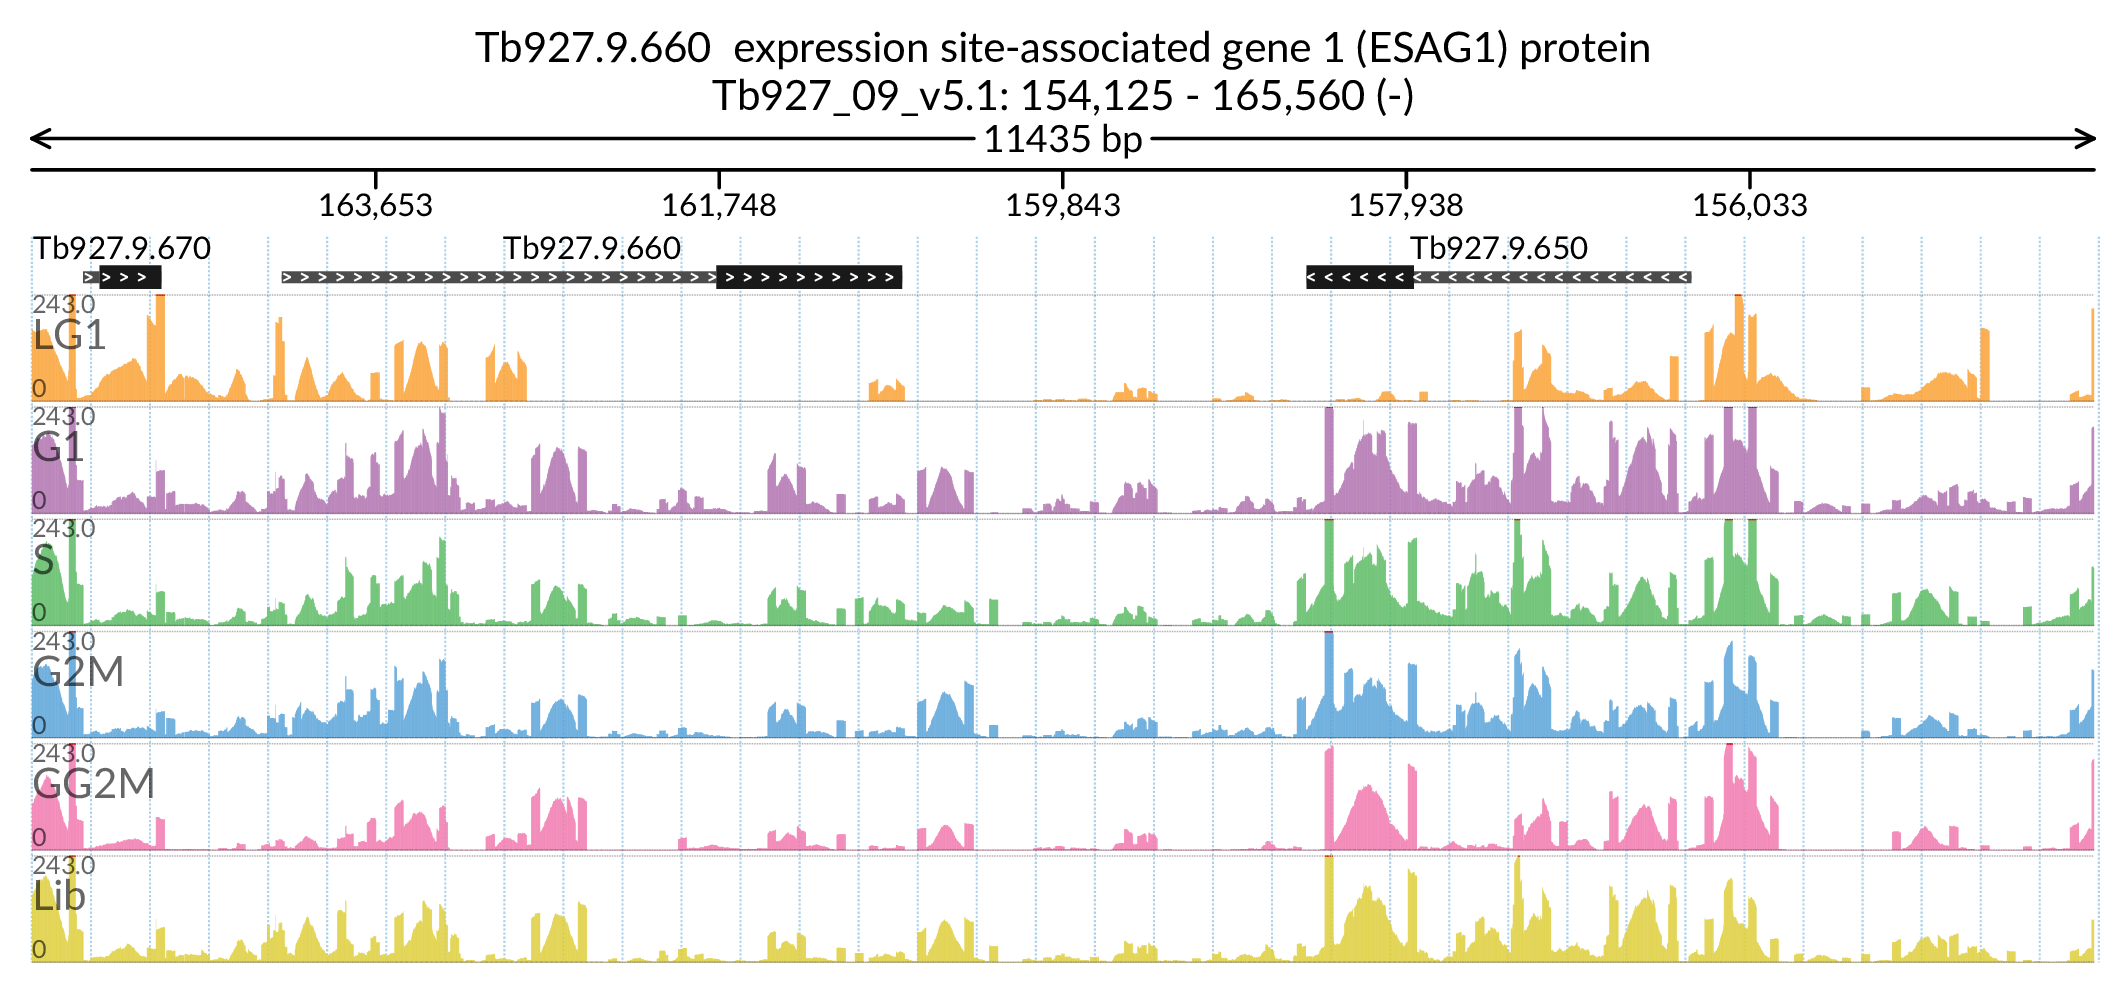 Tb927.9.660  expression site-associated gene 1 (ESAG1) protein
Tb927_09_v5.1: 154,125 - 165,560 (-)
11435 bp
163,653 161,748 159,843 157,938 156,033
Tb927.9.670 Tb927.9.660 Tb927.9.650
243.0
LG1
0
243.0
G1
0
243.0
S
0
243.0
G2M
0
243.0
GG2M
0
243.0
Lib
0